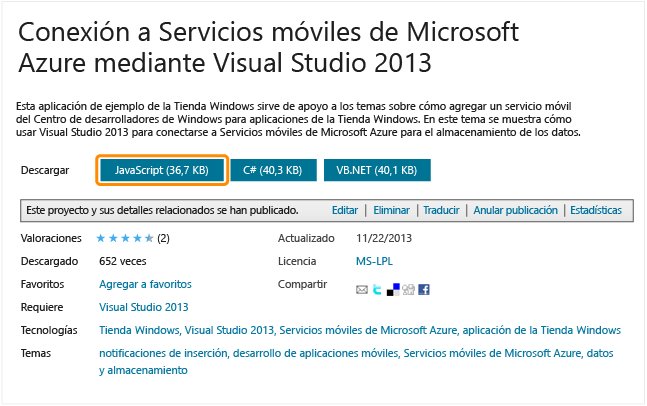 Conexión a Servicios móviles de Microsoft
Azure mediante Visual Studio 2013
Esta aplicación de ejemplo de la Tienda Windows sirve de apoyo a los temas sobre cómo agregar un servicio móvil
del Centro de desarrolladores de Windows para aplicaciones de la Tienda Windows. En este tema se muestra cómo
usar Visual Studio 2013 para conectarse a Servicios móviles de Microsoft Azure para el almacenamiento de los datos.
Descargar JavaScript (36,7 KB) C# (40,3 KB) VB.NET (40,1 KB)
Este proyecto y sus detalles relacionados se han publicado. Editar | Eliminar | Traducir | Anular publicación | Estadísticas
Valoraciones (2) Actualizado 11/22/2013
Descargado 652 veces Licencia MS-LPL
Favoritos Agregar a favoritos Compartir
Requiere Visual Studio 2013
Tecnologías Tienda Windows, Visual Studio 2013, Servicios móviles de Microsoft Azure, aplicación de la Tienda Windows
Temas notificaciones de inserción, desarrollo de aplicaciones móviles, Servicios móviles de Microsoft Azure, datos
y almacenamiento